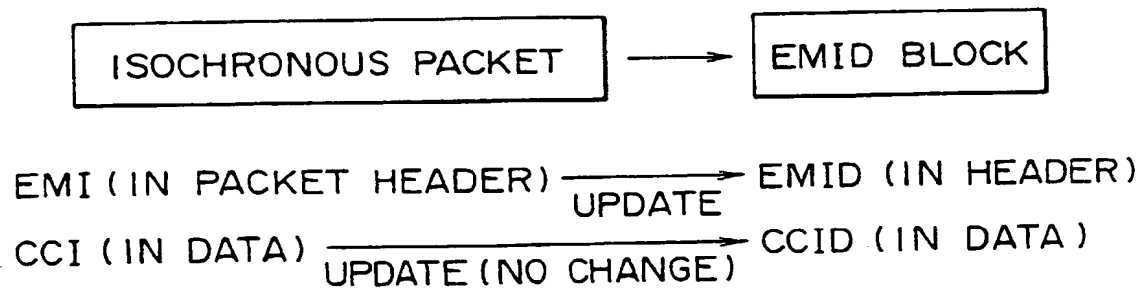 ISOCHRONOUS PACKET → EMID BLOCK
EMI (IN PACKET HEADER) → EMID (IN HEADER)
UPDATE
CCI (IN DATA) → CCID (IN DATA)
UPDATE (NO CHANGE)